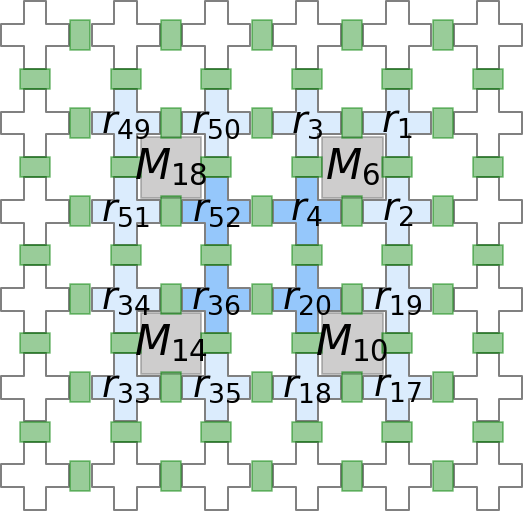 r₄₉ r₅₀ r₃ r₁
M₁₈ M₆
r₅₁ r₅₂ r₄ r₂
r₃₄ r₃₆ r₂₀ r₁₉
M₁₄ M₁₀
r₃₃ r₃₅ r₁₈ r₁₇